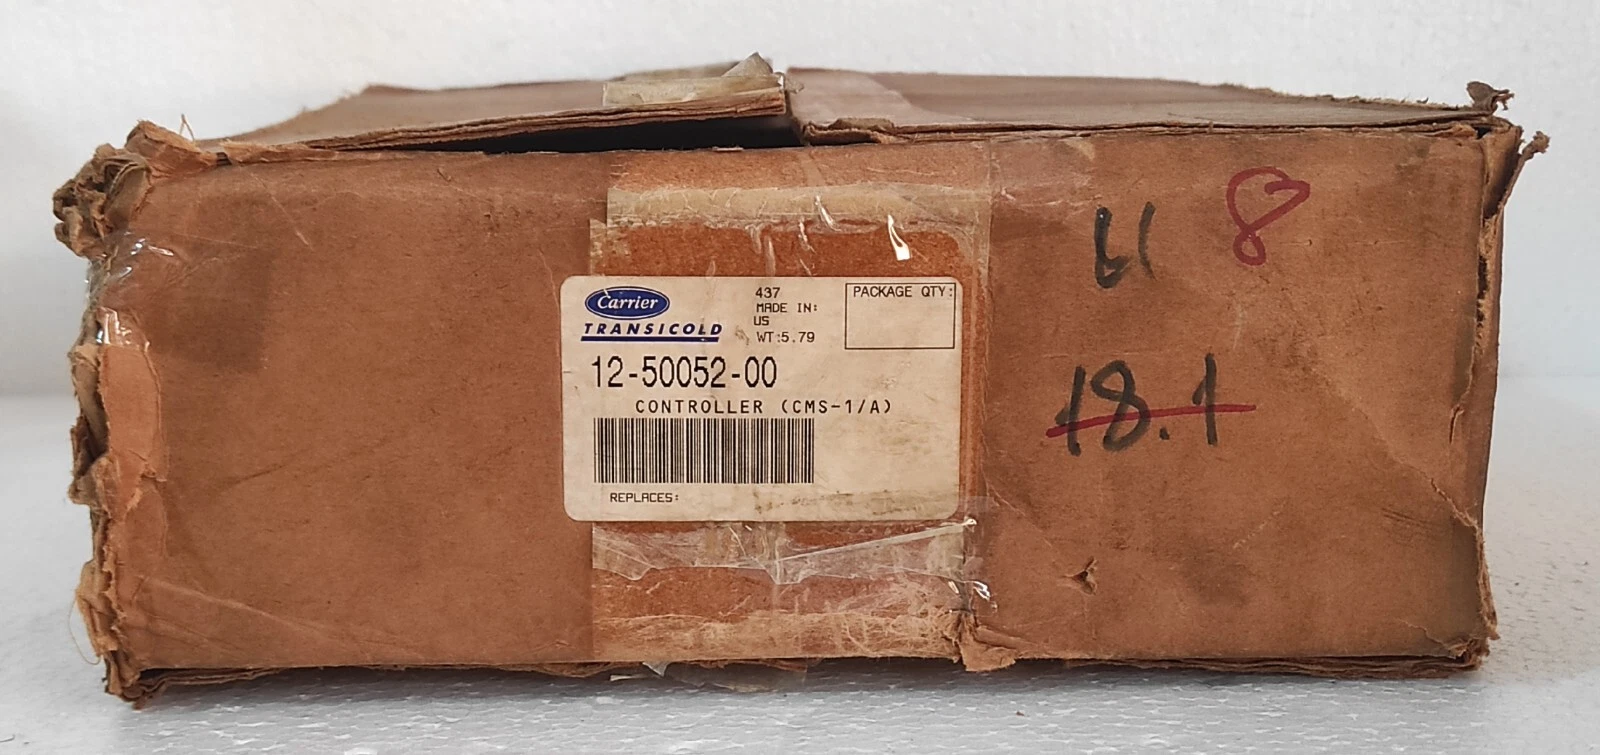 Carrier
TRANSICOLD
437
MADE IN:
US
WT:5.79
PACKAGE QTY:
12-50052-00
CONTROLLER (CMS-1/A)
REPLACES:
8
18.1